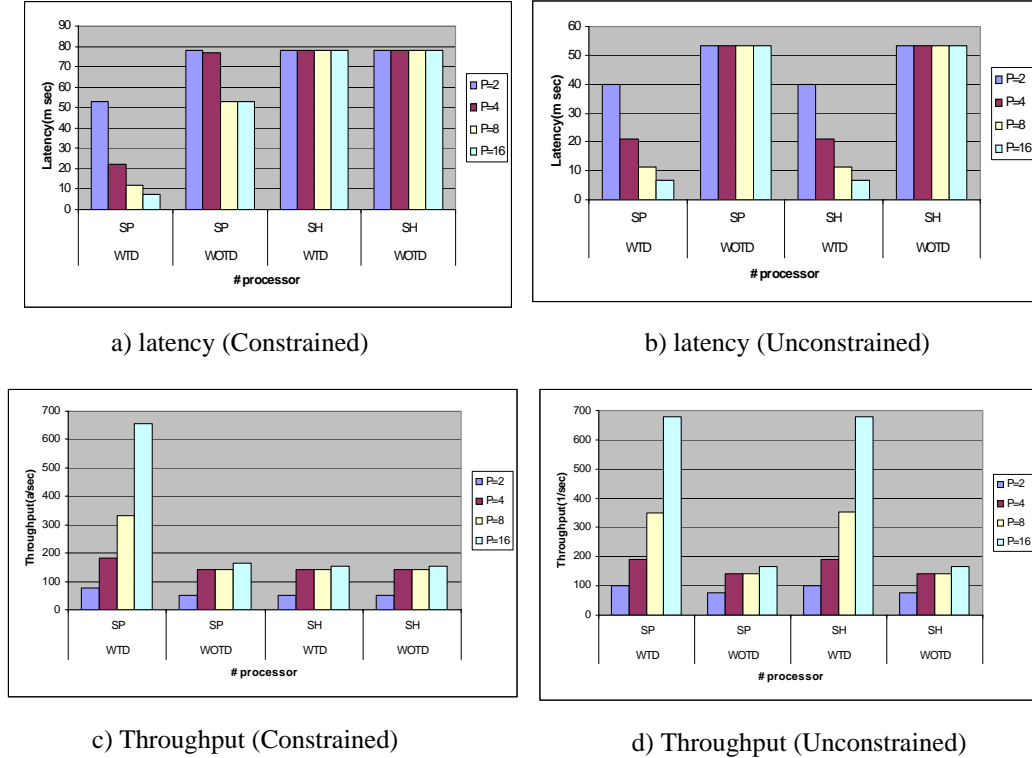 90
80
70
60
50
40
30
20
10
0
Latency(m sec)
SP SP SH SH
WTD WOTD WTD WOTD
# processor
P=2
P=4
P=8
P=16
a) latency (Constrained)
60
50
40
30
20
10
0
Latency(m sec)
SP SP SH SH
WTD WOTD WTD WOTD
# processor
P=2
P=4
P=8
P=16
b) latency (Unconstrained)
700
600
500
400
300
200
100
0
Throughput(a/sec)
SP SP SH SH
WTD WOTD WTD WOTD
# processor
P=2
P=4
P=8
P=16
c) Throughput (Constrained)
700
600
500
400
300
200
100
0
Throughput(1/sec)
SP SP SH SH
WTD WOTD WTD WOTD
# processor
P=2
P=4
P=8
P=16
d) Throughput (Unconstrained)